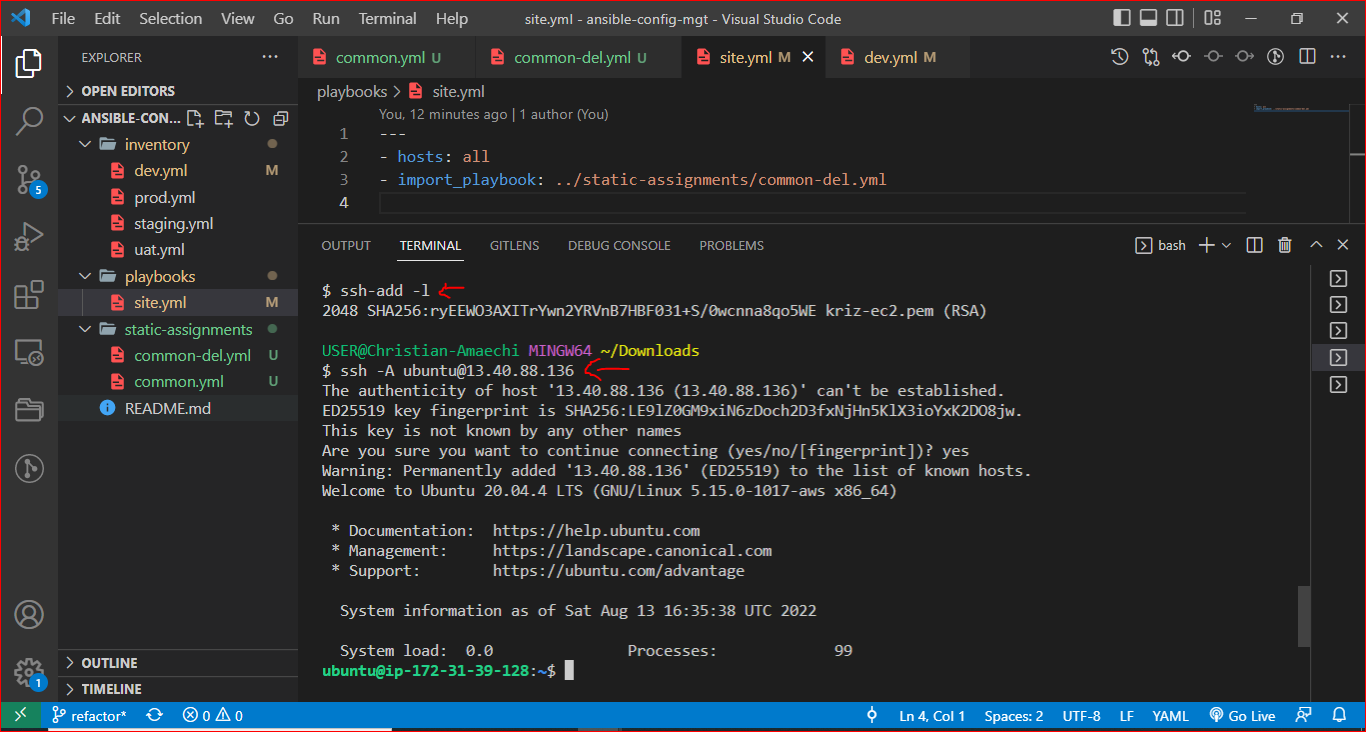 File Edit Selection View Go Run Terminal Help site.yml - ansible-config-mgt - Visual Studio Code
EXPLORER ...
OPEN EDITORS
ANSIBLE-CON...
inventory
dev.yml M
prod.yml
staging.yml
uat.yml
playbooks
site.yml M
static-assignments
common-del.yml U
common.yml U
README.md
OUTLINE
TIMELINE
5
1
common.yml U common-del.yml U site.yml M dev.yml M
playbooks > site.yml
You, 12 minutes ago | 1 author (You)
1 ---
2 - hosts: all
3 - import_playbook: ../static-assignments/common-del.yml
4
OUTPUT TERMINAL GITLENS DEBUG CONSOLE PROBLEMS bash
$ ssh-add -l
2048 SHA256:ryEEWO3AXITrYwn2YRVnB7HBF031+S/0wcnna8qo5WE kriz-ec2.pem (RSA)
USER@Christian-Amaechi MINGW64 ~/Downloads
$ ssh -A ubuntu@13.40.88.136
The authenticity of host '13.40.88.136 (13.40.88.136)' can't be established.
ED25519 key fingerprint is SHA256:LE9lZ0GM9xiN6zDoch2D3fxNjHn5KlX3ioYxK2DO8jw.
This key is not known by any other names
Are you sure you want to continue connecting (yes/no/[fingerprint])? yes
Warning: Permanently added '13.40.88.136' (ED25519) to the list of known hosts.
Welcome to Ubuntu 20.04.4 LTS (GNU/Linux 5.15.0-1017-aws x86_64)
* Documentation: https://help.ubuntu.com
* Management: https://landscape.canonical.com
* Support: https://ubuntu.com/advantage
System information as of Sat Aug 13 16:35:38 UTC 2022
System load: 0.0 Processes: 99
ubuntu@ip-172-31-39-128:~$
refactor* 0 0 Ln 4, Col 1 Spaces: 2 UTF-8 LF YAML Go Live